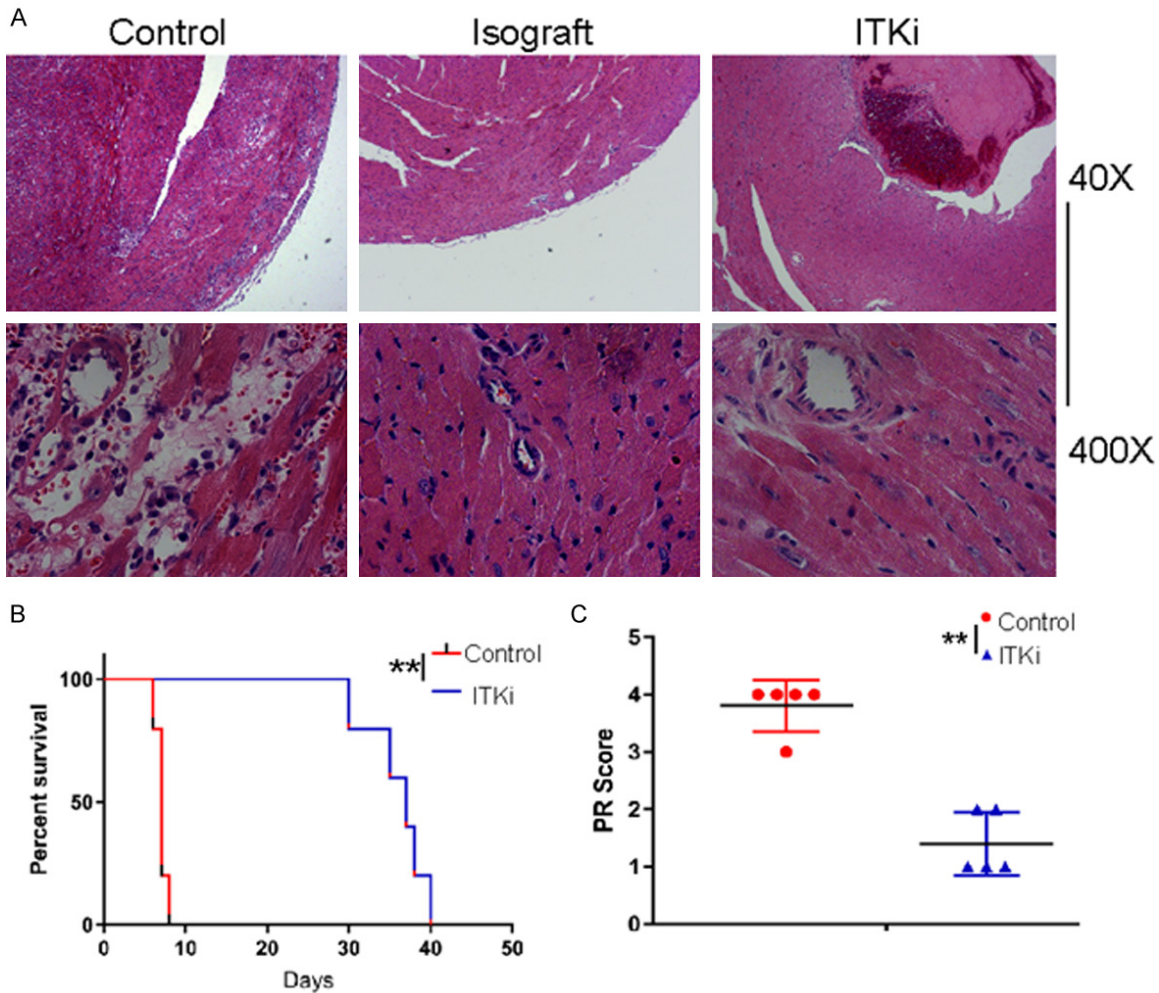 A
Control
Isograft
ITKi
40X
400X
B
Percent survival
100
50
0
0 10 20 30 40 50
Days
** Control
ITKi
C
PR Score
5
4
3
2
1
0
** Control
ITKi